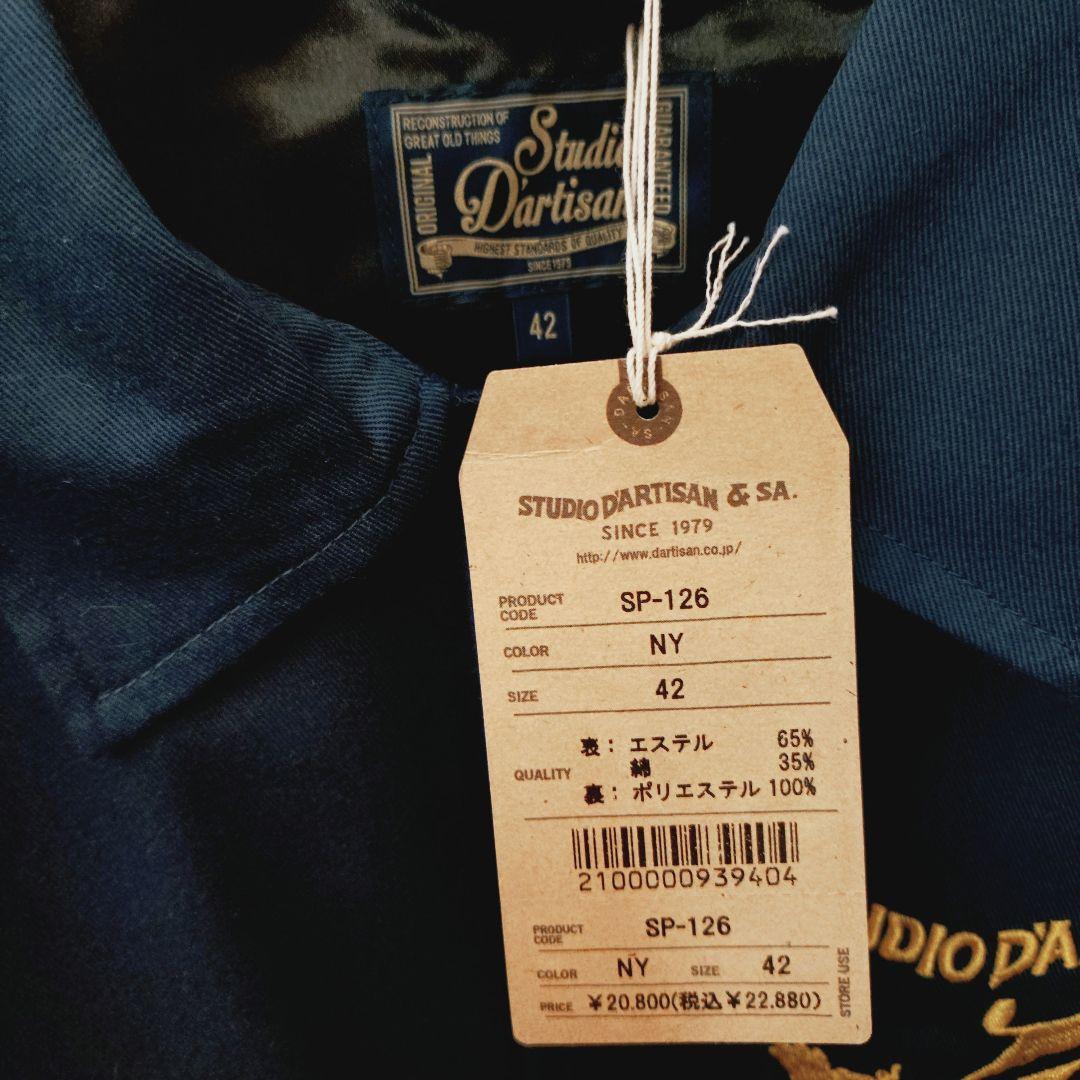 RECONSTRUCTION OF
GREAT OLD THINGS
ORIGINAL
Studio
D'artisan
GUARANTEED
HIGHEST STANDARDS OF QUALITY
SINCE 1979
42
STUDIO D'ARTISAN & SA.
SINCE 1979
http://www.dartisan.co.jp/
PRODUCT CODE SP-126
COLOR NY
SIZE 42
QUALITY
表: エステル 65%
綿 35%
裏: ポリエステル 100%
2100000939404
PRODUCT CODE SP-126
COLOR NY SIZE 42
PRICE ¥20.800(税込¥22.880)
STORE USE
UDIO D'A